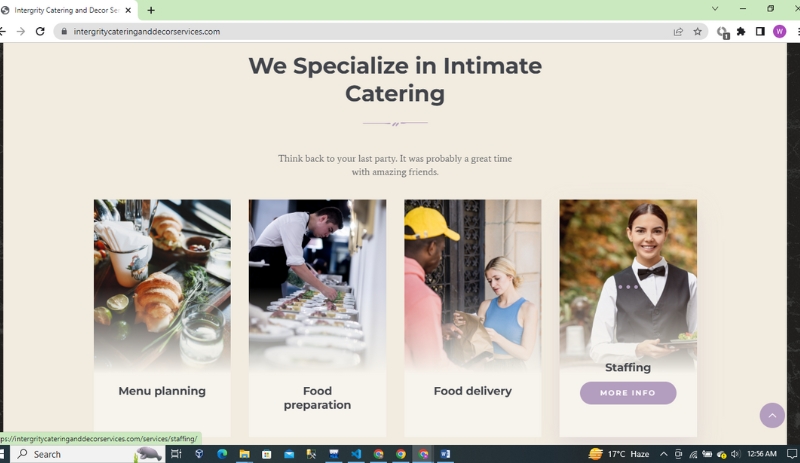 Intergrity Catering and Decor Se
intergritycateringanddecorservices.com
1
W
We Specialize in Intimate
Catering
Think back to your last party. It was probably a great time
with amazing friends.
Menu planning
Food
preparation
Food delivery
Staffing
MORE INFO
ps://intergritycateringanddecorservices.com/services/staffing/
Search
17°C Haze
12:56 AM